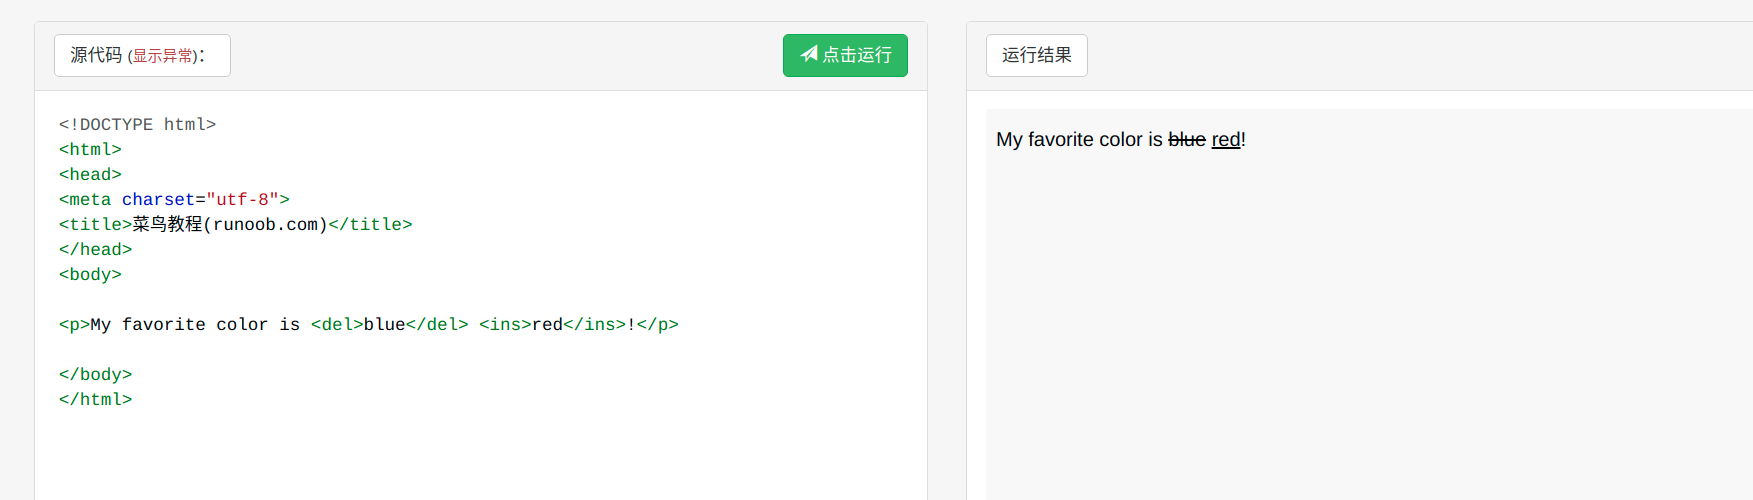 源代码 (显示异常)：
点击运行
<!DOCTYPE html>
<html>
<head>
<meta charset="utf-8">
<title>菜鸟教程(runoob.com)</title>
</head>
<body>
<p>My favorite color is <del>blue</del> <ins>red</ins>!</p>
</body>
</html>
运行结果
My favorite color is blue red!